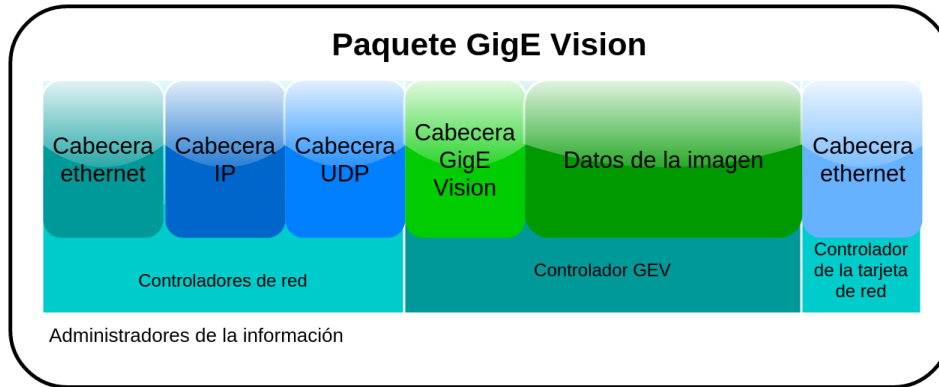 Paquete GigE Vision
Cabecera
ethernet
Cabecera
IP
Cabecera
UDP
Cabecera
GigE
Vision
Datos de la imagen
Cabecera
ethernet
Controladores de red
Controlador GEV
Controlador
de la tarjeta
de red
Administradores de la información